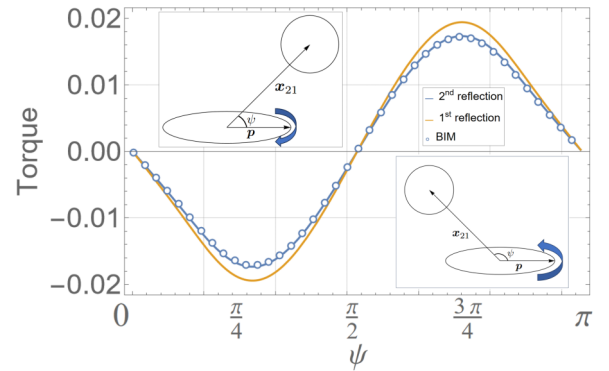 0.02
0.01
0.00
-0.01
-0.02
Torque
x₂₁
ψ
p
2nd reflection
1st reflection
BIM
x₂₁
ψ
p
0
π/4
π/2
3 π/4
π
ψ